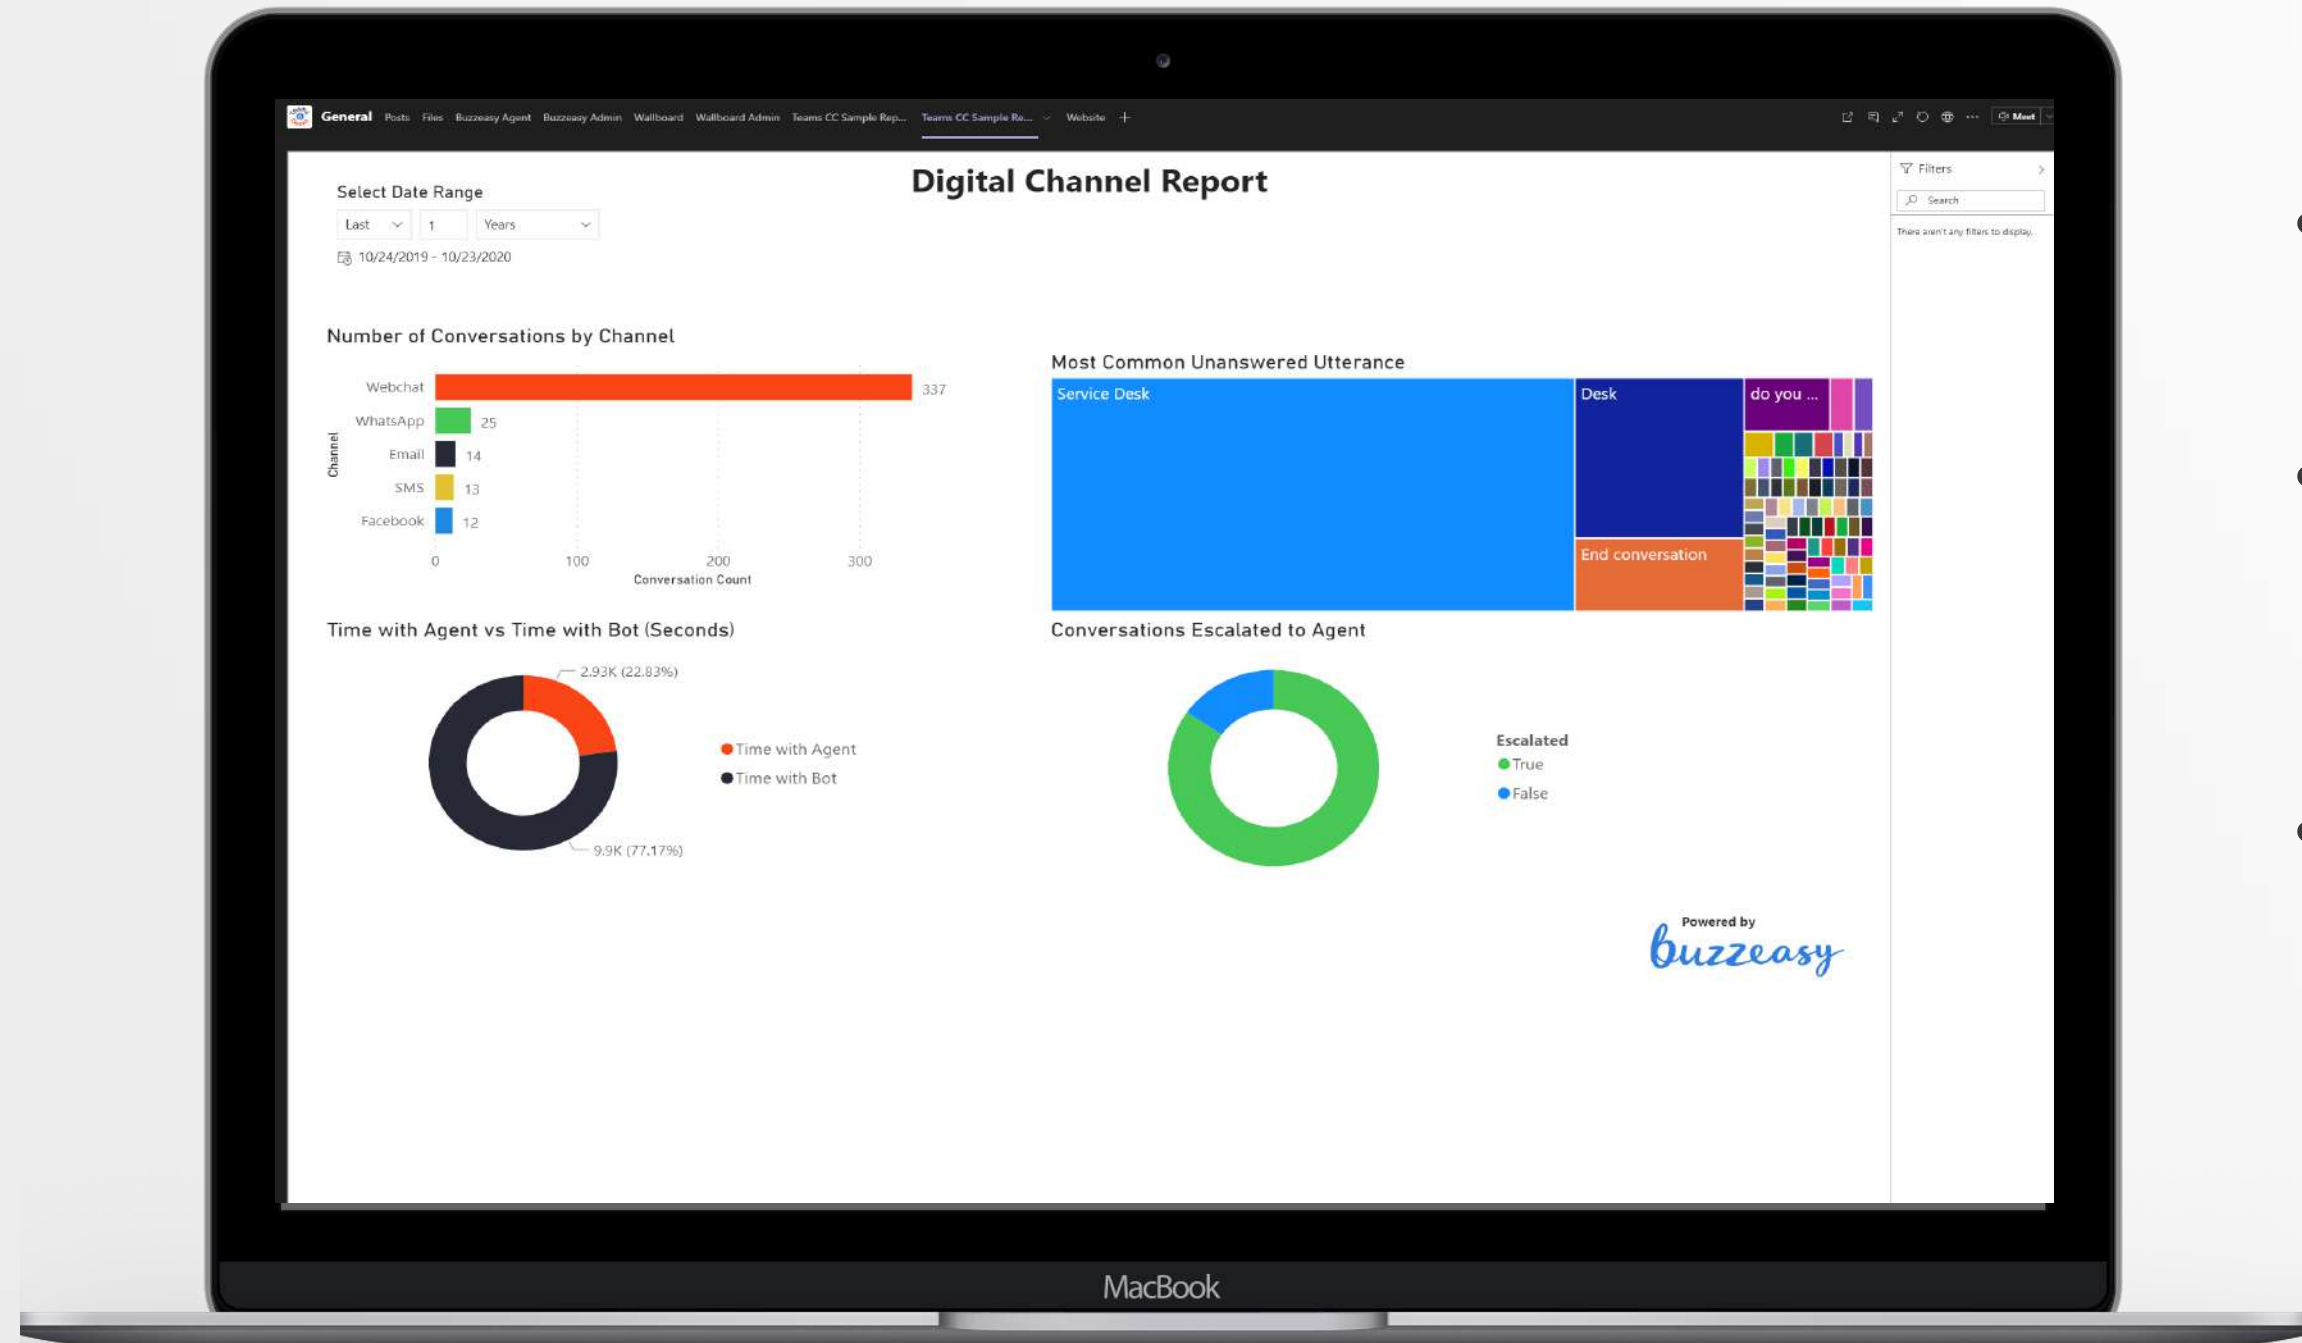 General Posts Files Buzzeasy Agent Buzzeasy Admin Wallboard Wallboard Admin Teams CC Sample Rep... Teams CC Sample Re... Website +
Meet
Digital Channel Report
Select Date Range
Last 1 Years
10/24/2019 - 10/23/2020
Filters
Search
There aren't any filters to display.
Number of Conversations by Channel
Channel
Webchat 337
WhatsApp 25
Email 14
SMS 13
Facebook 12
0 100 200 300
Conversation Count
Most Common Unanswered Utterance
Service Desk
Desk
do you ...
End conversation
Time with Agent vs Time with Bot (Seconds)
2.93K (22.83%)
Time with Agent
Time with Bot
9.9K (77.17%)
Conversations Escalated to Agent
Escalated
True
False
Powered by
buzzeasy
MacBook